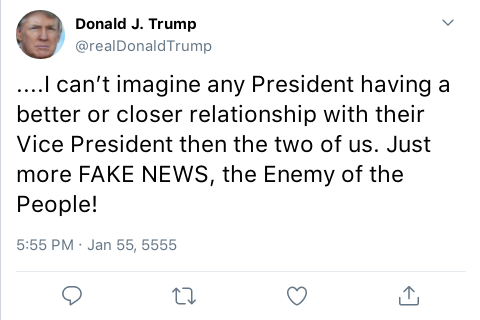 Donald J. Trump
@realDonaldTrump
....I can’t imagine any President having a
better or closer relationship with their
Vice President then the two of us. Just
more FAKE NEWS, the Enemy of the
People!
5:55 PM · Jan 55, 5555